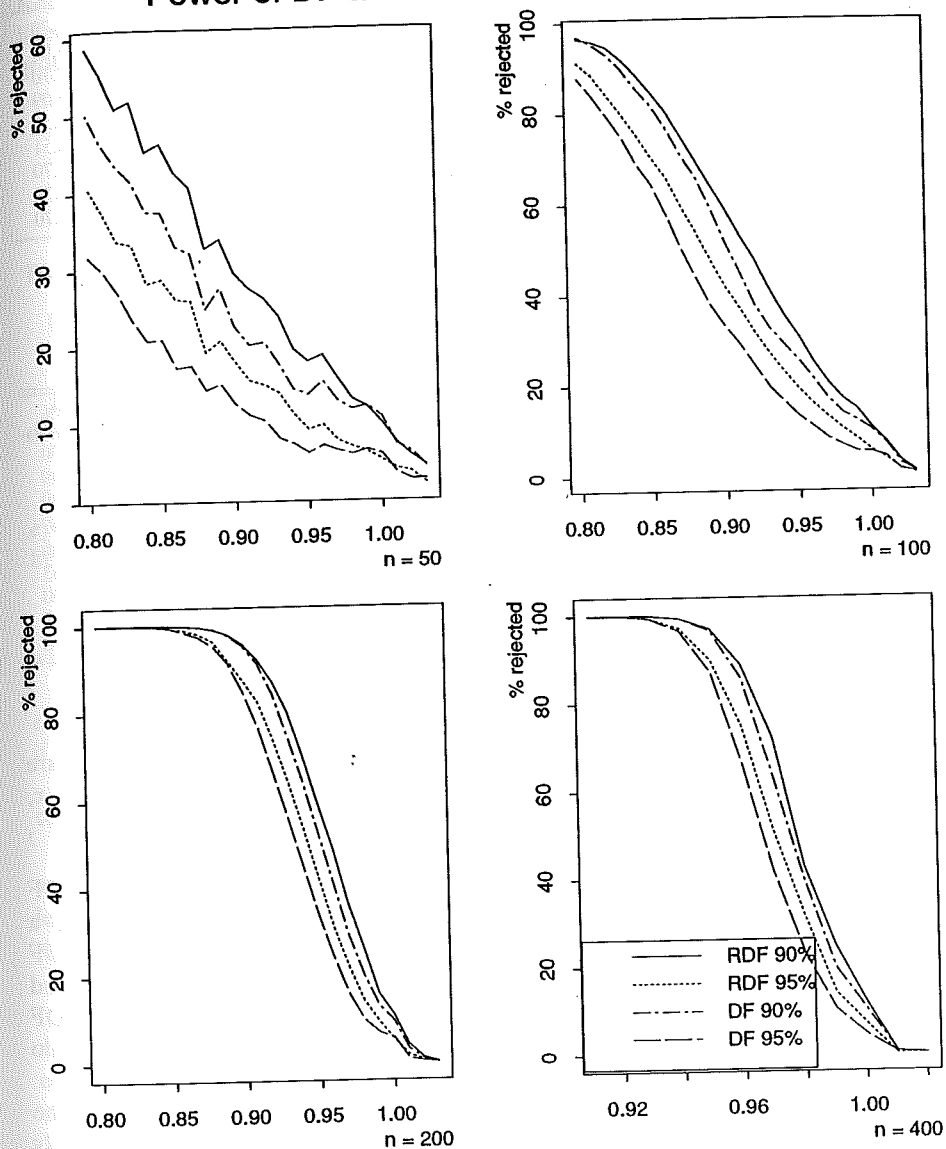 Power of
% rejected
0 10 20 30 40 50 60
0.80 0.85 0.90 0.95 1.00
n = 50
% rejected
0 20 40 60 80 100
0.80 0.85 0.90 0.95 1.00
n = 100
% rejected
0 20 40 60 80 100
0.80 0.85 0.90 0.95 1.00
n = 200
% rejected
0 20 40 60 80 100
RDF 90%
RDF 95%
DF 90%
DF 95%
0.92 0.96 1.00
n = 400